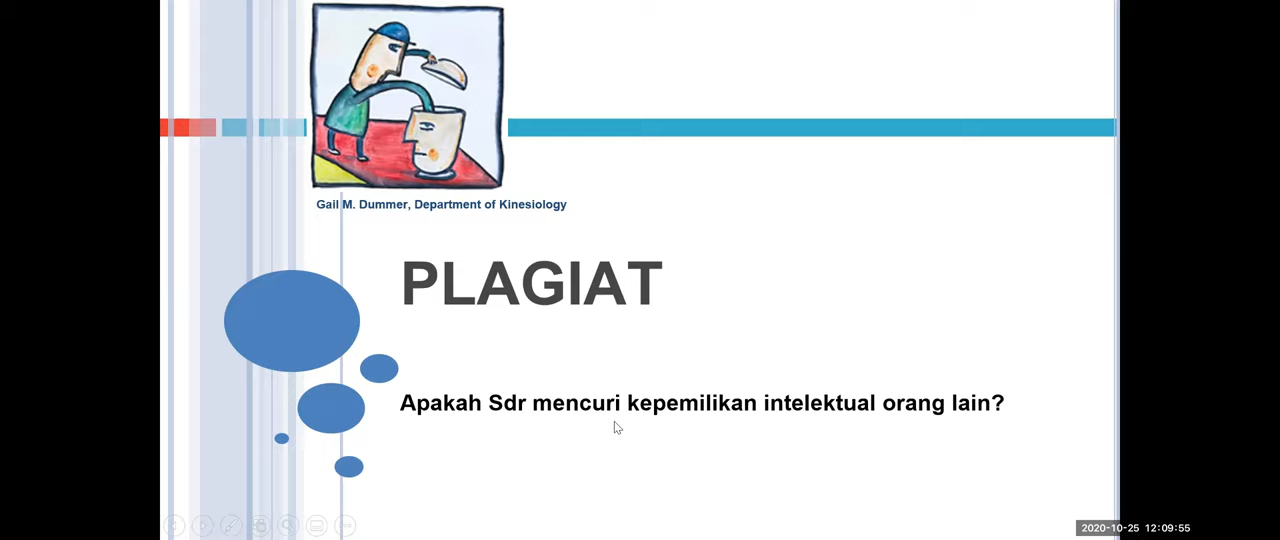 Gail M. Dummer, Department of Kinesiology
PLAGIAT
Apakah Sdr mencuri kepemilikan intelektual orang lain?
2020-10-25 12:09:55